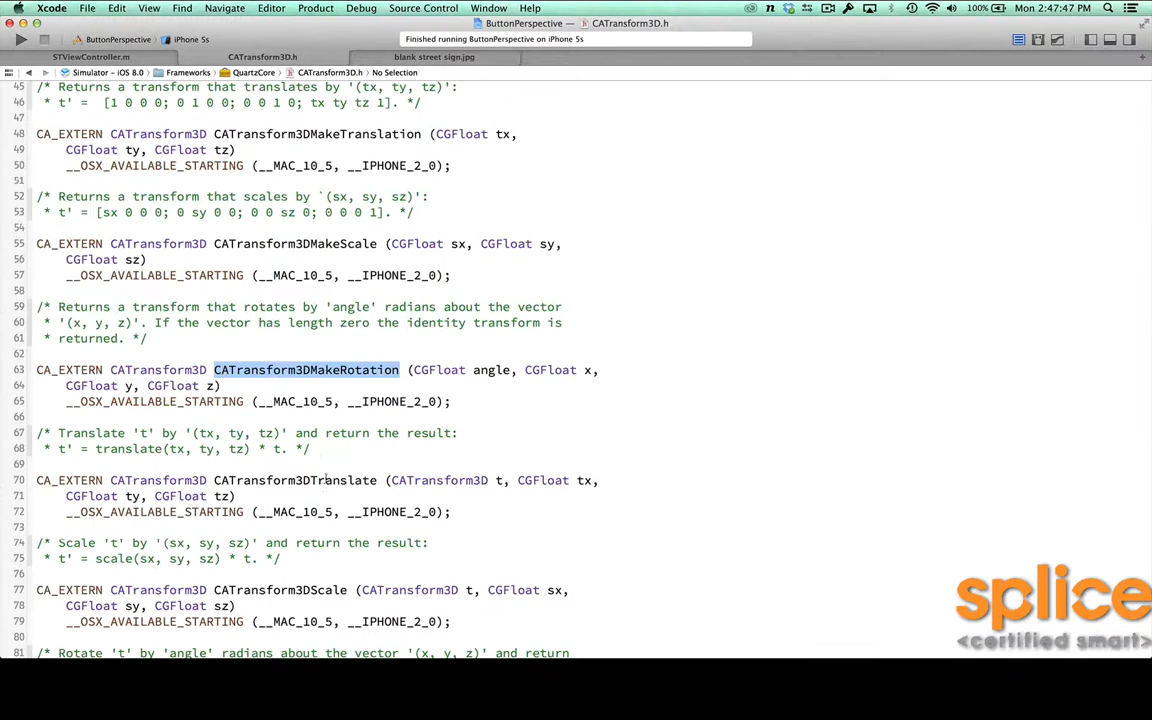 Xcode File Edit View Find Navigate Editor Product Debug Source Control Window Help 100% Mon 2:47:47 PM
ButtonPerspective — CATransform3D.h
ButtonPerspective iPhone 5s Finished running ButtonPerspective on iPhone 5s
STViewController.m CATransform3D.h blank street sign.jpg
Simulator - iOS 8.0 Frameworks QuartzCore CATransform3D.h No Selection
45 /* Returns a transform that translates by '(tx, ty, tz)':
46 * t' = [1 0 0 0; 0 1 0 0; 0 0 1 0; tx ty tz 1]. */
47
48 CA_EXTERN CATransform3D CATransform3DMakeTranslation (CGFloat tx,
49 CGFloat ty, CGFloat tz)
50 __OSX_AVAILABLE_STARTING (__MAC_10_5, __IPHONE_2_0);
51
52 /* Returns a transform that scales by `(sx, sy, sz)':
53 * t' = [sx 0 0 0; 0 sy 0 0; 0 0 sz 0; 0 0 0 1]. */
54
55 CA_EXTERN CATransform3D CATransform3DMakeScale (CGFloat sx, CGFloat sy,
56 CGFloat sz)
57 __OSX_AVAILABLE_STARTING (__MAC_10_5, __IPHONE_2_0);
58
59 /* Returns a transform that rotates by 'angle' radians about the vector
60 * '(x, y, z)'. If the vector has length zero the identity transform is
61 * returned. */
62
63 CA_EXTERN CATransform3D CATransform3DMakeRotation (CGFloat angle, CGFloat x,
64 CGFloat y, CGFloat z)
65 __OSX_AVAILABLE_STARTING (__MAC_10_5, __IPHONE_2_0);
66
67 /* Translate 't' by '(tx, ty, tz)' and return the result:
68 * t' = translate(tx, ty, tz) * t. */
69
70 CA_EXTERN CATransform3D CATransform3DTranslate (CATransform3D t, CGFloat tx,
71 CGFloat ty, CGFloat tz)
72 __OSX_AVAILABLE_STARTING (__MAC_10_5, __IPHONE_2_0);
73
74 /* Scale 't' by '(sx, sy, sz)' and return the result:
75 * t' = scale(sx, sy, sz) * t. */
76
77 CA_EXTERN CATransform3D CATransform3DScale (CATransform3D t, CGFloat sx,
78 CGFloat sy, CGFloat sz)
79 __OSX_AVAILABLE_STARTING (__MAC_10_5, __IPHONE_2_0);
80
81 /* Rotate 't' by 'angle' radians about the vector '(x, y, z)' and return
splice
<certified smart>